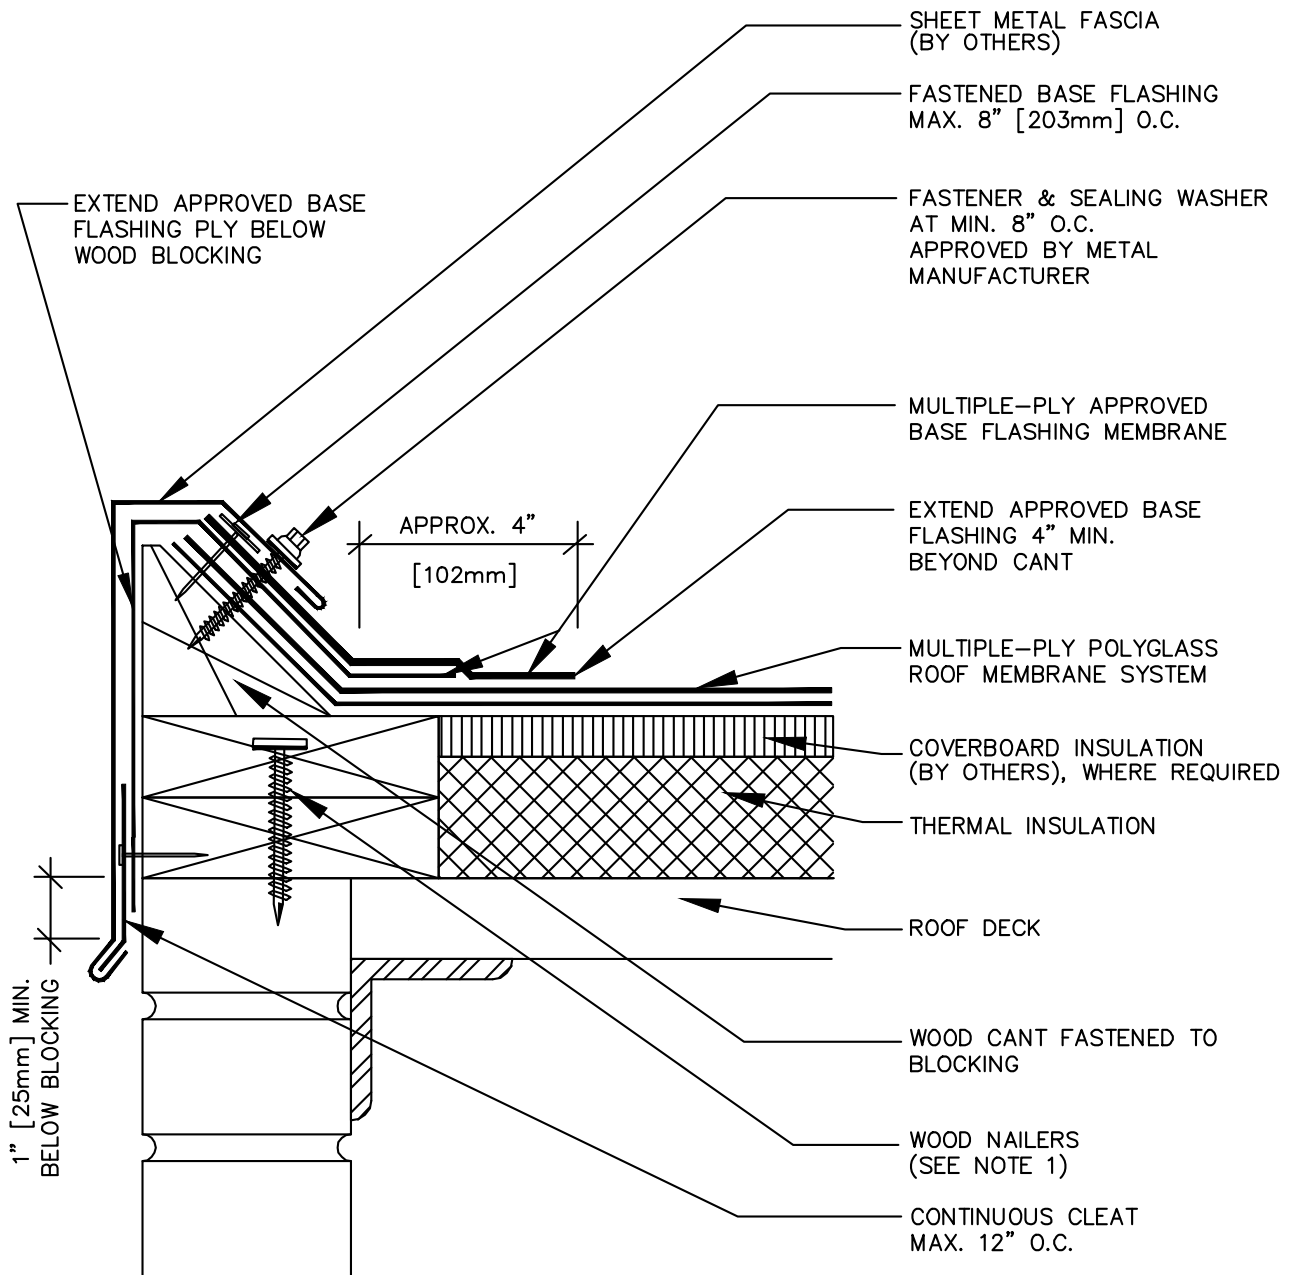 SHEET METAL FASCIA
(BY OTHERS)
FASTENED BASE FLASHING
MAX. 8" [203mm] O.C.
EXTEND APPROVED BASE
FLASHING PLY BELOW
WOOD BLOCKING
FASTENER & SEALING WASHER
AT MIN. 8" O.C.
APPROVED BY METAL
MANUFACTURER
MULTIPLE-PLY APPROVED
BASE FLASHING MEMBRANE
APPROX. 4"
[102mm]
EXTEND APPROVED BASE
FLASHING 4" MIN.
BEYOND CANT
MULTIPLE-PLY POLYGLASS
ROOF MEMBRANE SYSTEM
COVERBOARD INSULATION
(BY OTHERS), WHERE REQUIRED
THERMAL INSULATION
ROOF DECK
1" [25mm] MIN.
BELOW BLOCKING
WOOD CANT FASTENED TO
BLOCKING
WOOD NAILERS
(SEE NOTE 1)
CONTINUOUS CLEAT
MAX. 12" O.C.